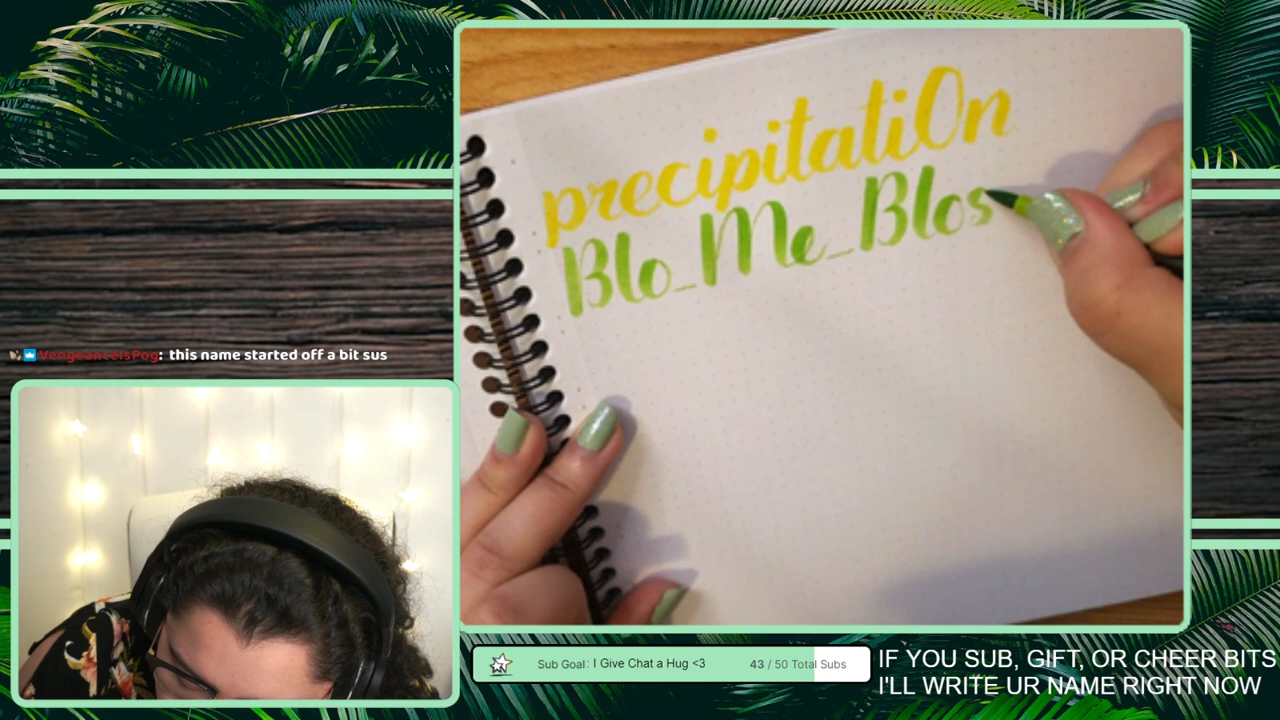 precipitatiOn
Blo_Me_Blos
VengeanceIsPog: this name started off a bit sus
Sub Goal: I Give Chat a Hug <3 43 / 50 Total Subs
IF YOU SUB, GIFT, OR CHEER BITS
I'LL WRITE UR NAME RIGHT NOW